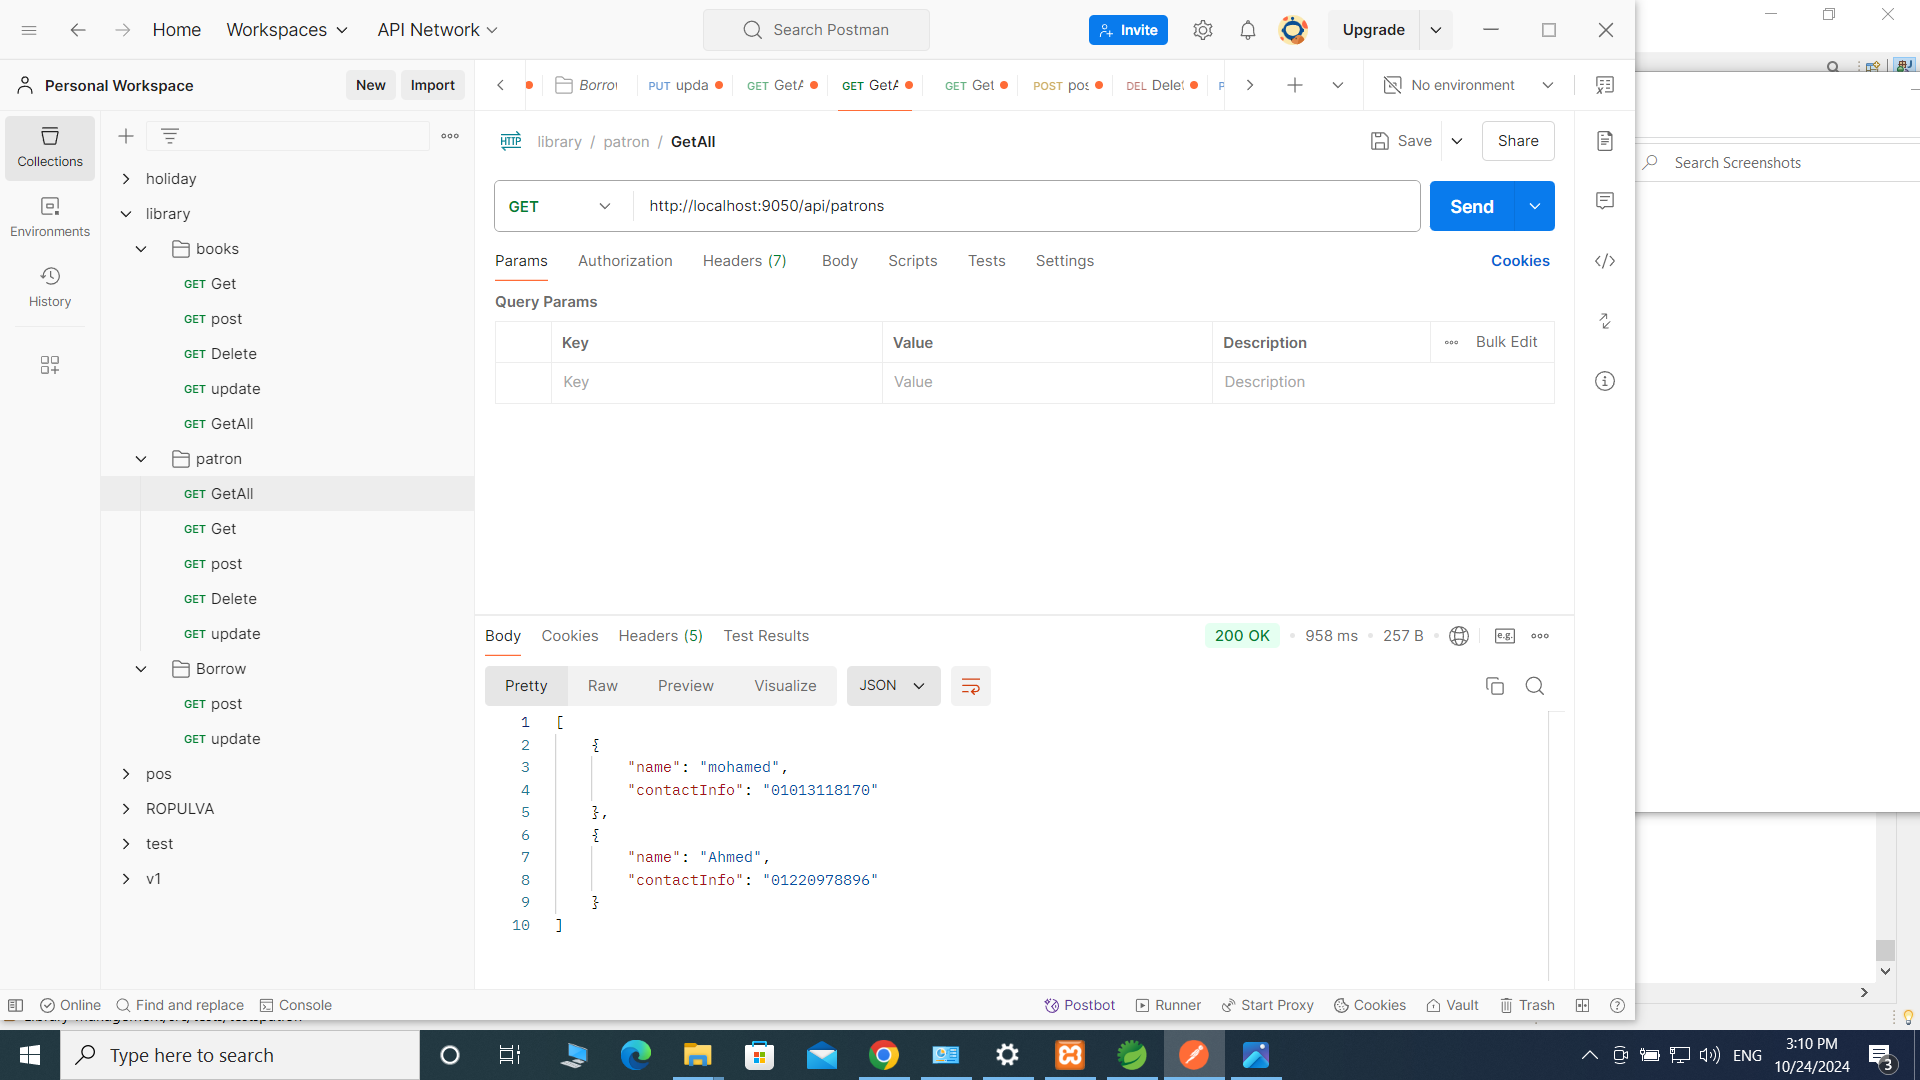 Home
Workspaces
API Network
Search Postman
Invite
Upgrade
Personal Workspace
New
Import
Borro
PUT upda
GET GetA
GET GetA
GET Get
POST pos
DEL Delet
No environment
Collections
Environments
History
holiday
library
books
GET Get
GET post
GET Delete
GET update
GET GetAll
patron
GET GetAll
GET Get
GET post
GET Delete
GET update
Borrow
GET post
GET update
pos
ROPULVA
test
v1
HTTP library / patron / GetAll
Save
Share
GET http://localhost:9050/api/patrons
Send
Params Authorization Headers (7) Body Scripts Tests Settings Cookies
Query Params
Key Value Description Bulk Edit
Key Value Description
Body Cookies Headers (5) Test Results 200 OK 958 ms 257 B e.g.
Pretty Raw Preview Visualize JSON
1 [
2 {
3 "name": "mohamed",
4 "contactInfo": "01013118170"
5 },
6 {
7 "name": "Ahmed",
8 "contactInfo": "01220978896"
9 }
10 ]
Search Screenshots
Online Find and replace Console Postbot Runner Start Proxy Cookies Vault Trash
Type here to search
ENG
3:10 PM
10/24/2024
3